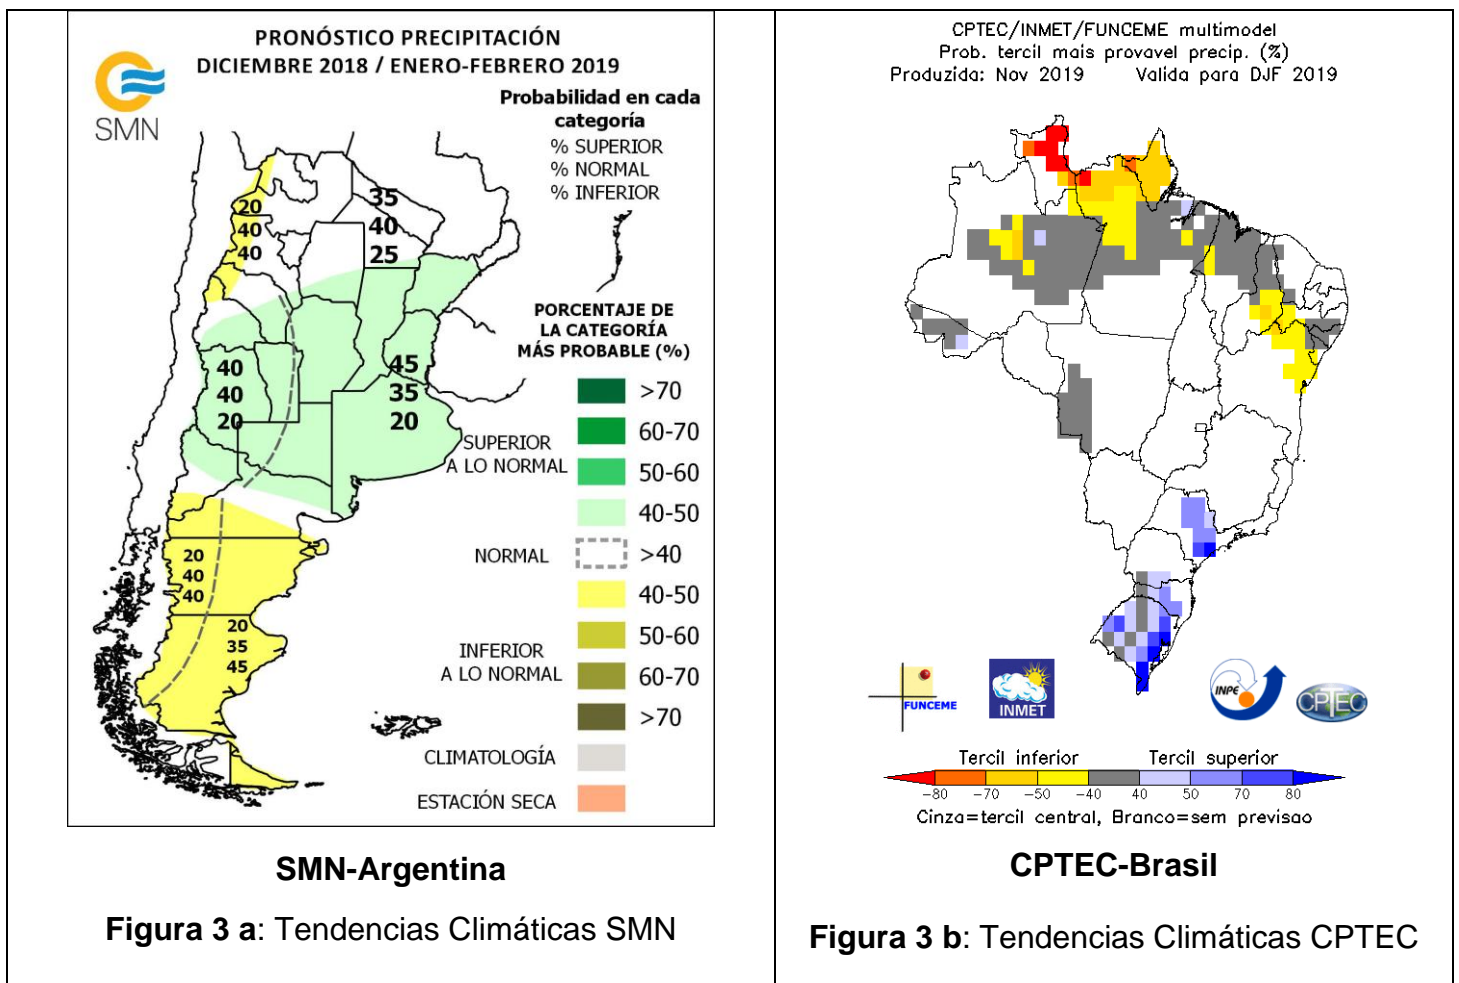 PRONÓSTICO PRECIPITACIÓN
DICIEMBRE 2018 / ENERO-FEBRERO 2019
SMN
Probabilidad en cada
categoría
% SUPERIOR
% NORMAL
% INFERIOR
35
40
25
20
40
40
40
40
20
45
35
20
20
40
40
20
35
45
PORCENTAJE DE
LA CATEGORÍA
MÁS PROBABLE (%)
>70
60-70
SUPERIOR
A LO NORMAL
50-60
40-50
NORMAL
>40
40-50
50-60
INFERIOR
A LO NORMAL
60-70
>70
CLIMATOLOGÍA
ESTACIÓN SECA
SMN-Argentina
Figura 3 a: Tendencias Climáticas SMN
CPTEC/INMET/FUNCEME multimodel
Prob. tercil mais provavel precip. (%)
Produzida: Nov 2019 Valida para DJF 2019
FUNCEME
INMET
INPE
CPTEC
Tercil inferior Tercil superior
-80 -70 -50 -40 40 50 70 80
Cinza=tercil central, Branco=sem previsao
CPTEC-Brasil
Figura 3 b: Tendencias Climáticas CPTEC